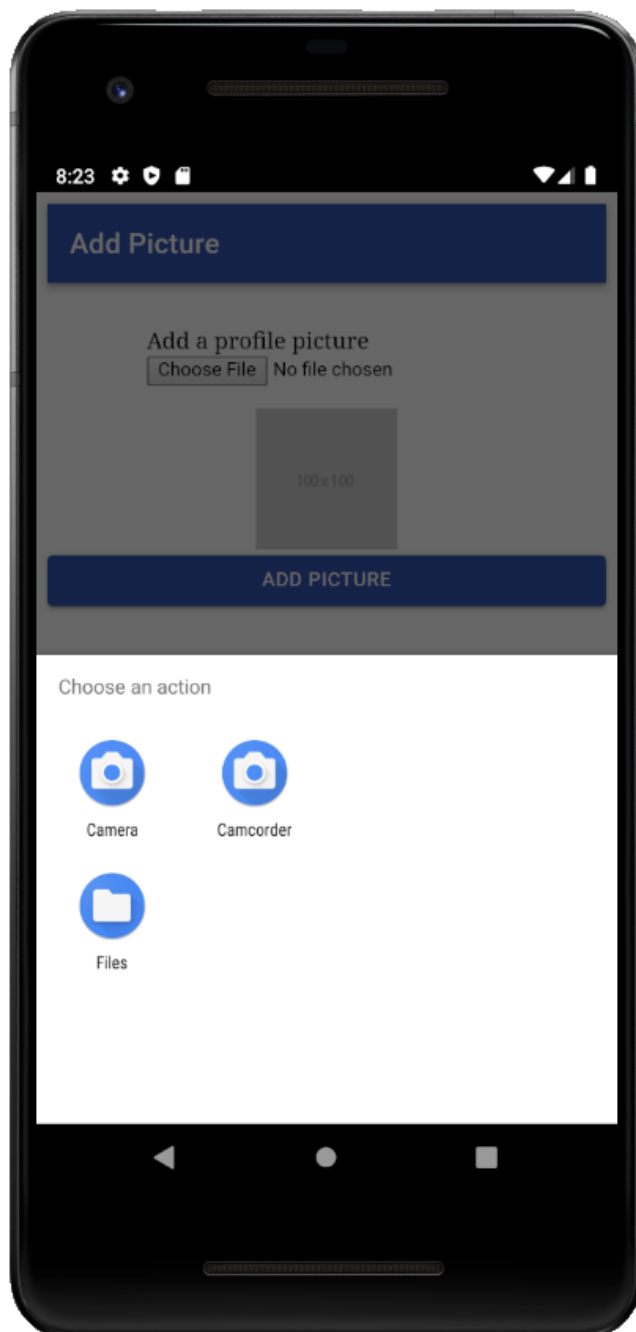 8:23
Add Picture
Add a profile picture
Choose File No file chosen
100 x 100
ADD PICTURE
Choose an action
Camera Camcorder
Files